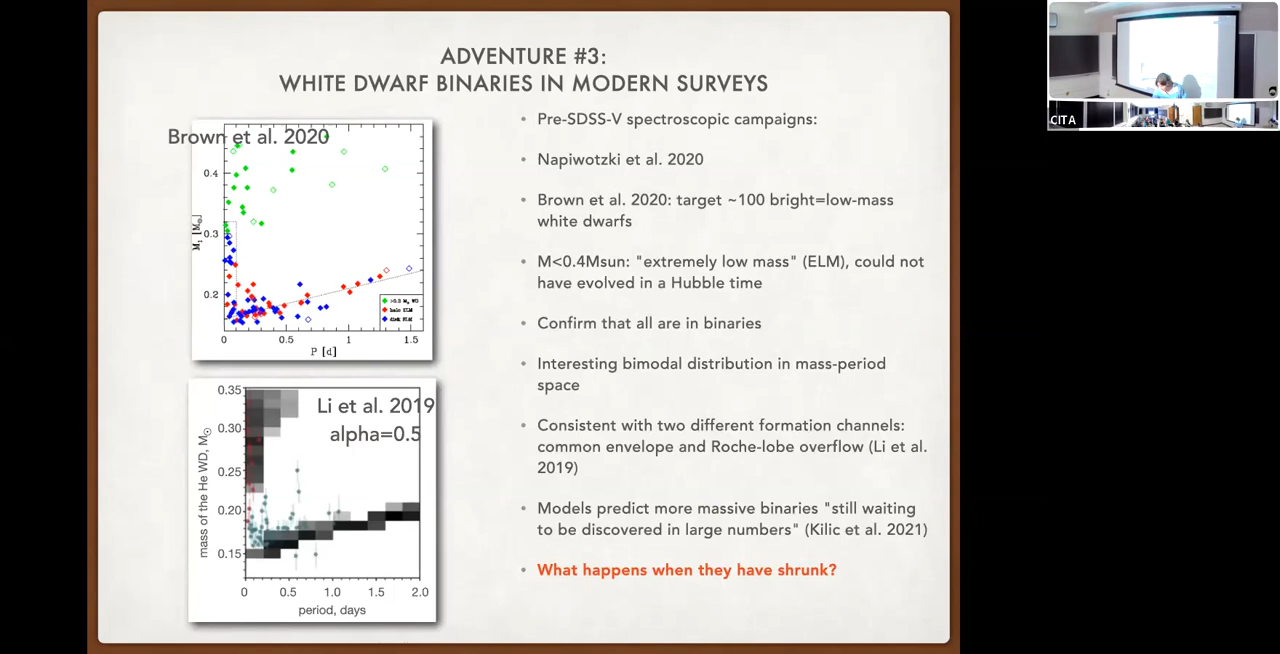 ADVENTURE #3:
WHITE DWARF BINARIES IN MODERN SURVEYS
Brown et al. 2020
0.4
0.3
0.2
M₁ [M☉]
0 0.5 1 1.5
P [d]
halo ELM
disk ELM
Li et al. 2019
alpha=0.5
0.35
0.30
0.25
0.20
0.15
mass of the He WD, M☉
0 0.5 1.0 1.5 2.0
period, days
• Pre-SDSS-V spectroscopic campaigns:
• Napiwotzki et al. 2020
• Brown et al. 2020: target ~100 bright=low-mass
white dwarfs
• M<0.4Msun: "extremely low mass" (ELM), could not
have evolved in a Hubble time
• Confirm that all are in binaries
• Interesting bimodal distribution in mass-period
space
• Consistent with two different formation channels:
common envelope and Roche-lobe overflow (Li et al.
2019)
• Models predict more massive binaries "still waiting
to be discovered in large numbers" (Kilic et al. 2021)
• What happens when they have shrunk?
CITA